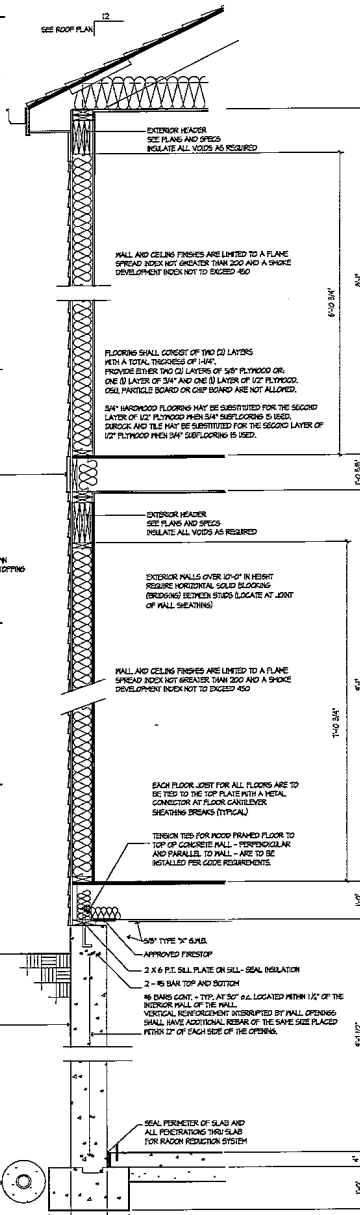 12
SEE ROOF PLAN
EXTERIOR HEADER
SEE PLANS AND SPECS
INSULATE ALL VOIDS AS REQUIRED
WALL AND CEILING FINISHES ARE LIMITED TO A FLAME
SPREAD INDEX NOT GREATER THAN 200 AND A SMOKE
DEVELOPMENT INDEX NOT TO EXCEED 450
6'-10 3/4"
8'-1"
FLOORING SHALL CONSIST OF TWO (2) LAYERS
WITH A TOTAL THICKNESS OF 1-1/4".
PROVIDE EITHER TWO (2) LAYERS OF 5/8" PLYWOOD OR:
ONE (1) LAYER OF 3/4" AND ONE (1) LAYER OF 1/2" PLYWOOD.
OSB, PARTICLE BOARD OR CHIP BOARD ARE NOT ALLOWED.
3/4" HARDWOOD FLOORING MAY BE SUBSTITUTED FOR THE SECOND
LAYER OF 1/2" PLYWOOD WHEN 3/4" SUBFLOORING IS USED.
DUROCK AND TILE MAY BE SUBSTITUTED FOR THE SECOND LAYER OF
1/2" PLYWOOD WHEN 3/4" SUBFLOORING IS USED.
EXTERIOR HEADER
SEE PLANS AND SPECS
INSULATE ALL VOIDS AS REQUIRED
TOPPING
EXTERIOR WALLS OVER 10'-0" IN HEIGHT
REQUIRE HORIZONTAL SOLID BLOCKING
(BRIDGING) BETWEEN STUDS (LOCATE AT JOINT
OF WALL SHEATHING)
WALL AND CEILING FINISHES ARE LIMITED TO A FLAME
SPREAD INDEX NOT GREATER THAN 200 AND A SMOKE
DEVELOPMENT INDEX NOT TO EXCEED 450
7'-10 3/4"
EACH FLOOR JOIST FOR ALL FLOORS ARE TO
BE TIED TO THE TOP PLATE WITH A METAL
CONNECTOR AT FLOOR CANTILEVER
SHEATHING BREAKS (TYPICAL)
TENSION TIES FOR WOOD FRAMED FLOOR TO
TOP OF CONCRETE WALL - PERPENDICULAR
AND PARALLEL TO WALL - ARE TO BE
INSTALLED PER CODE REQUIREMENTS.
5/8" TYPE "X" G.W.B.
APPROVED FIRESTOP
2 X 6 P.T. SILL PLATE ON SILL- SEAL INSULATION
2 - #5 BAR TOP AND BOTTOM
#6 BARS CONT. - TYP. AT 30" o.c. LOCATED WITHIN 1 1/2" OF THE
INTERIOR WALL OF THE WALL
VERTICAL REINFORCEMENT INTERRUPTED BY WALL OPENINGS
SHALL HAVE ADDITIONAL REBAR OF THE SAME SIZE PLACED
WITHIN 12" OF EACH SIDE OF THE OPENING.
SEAL PERIMETER OF SLAB AND
ALL PENETRATIONS THRU SLAB
FOR RADON REDUCTION SYSTEM
4"